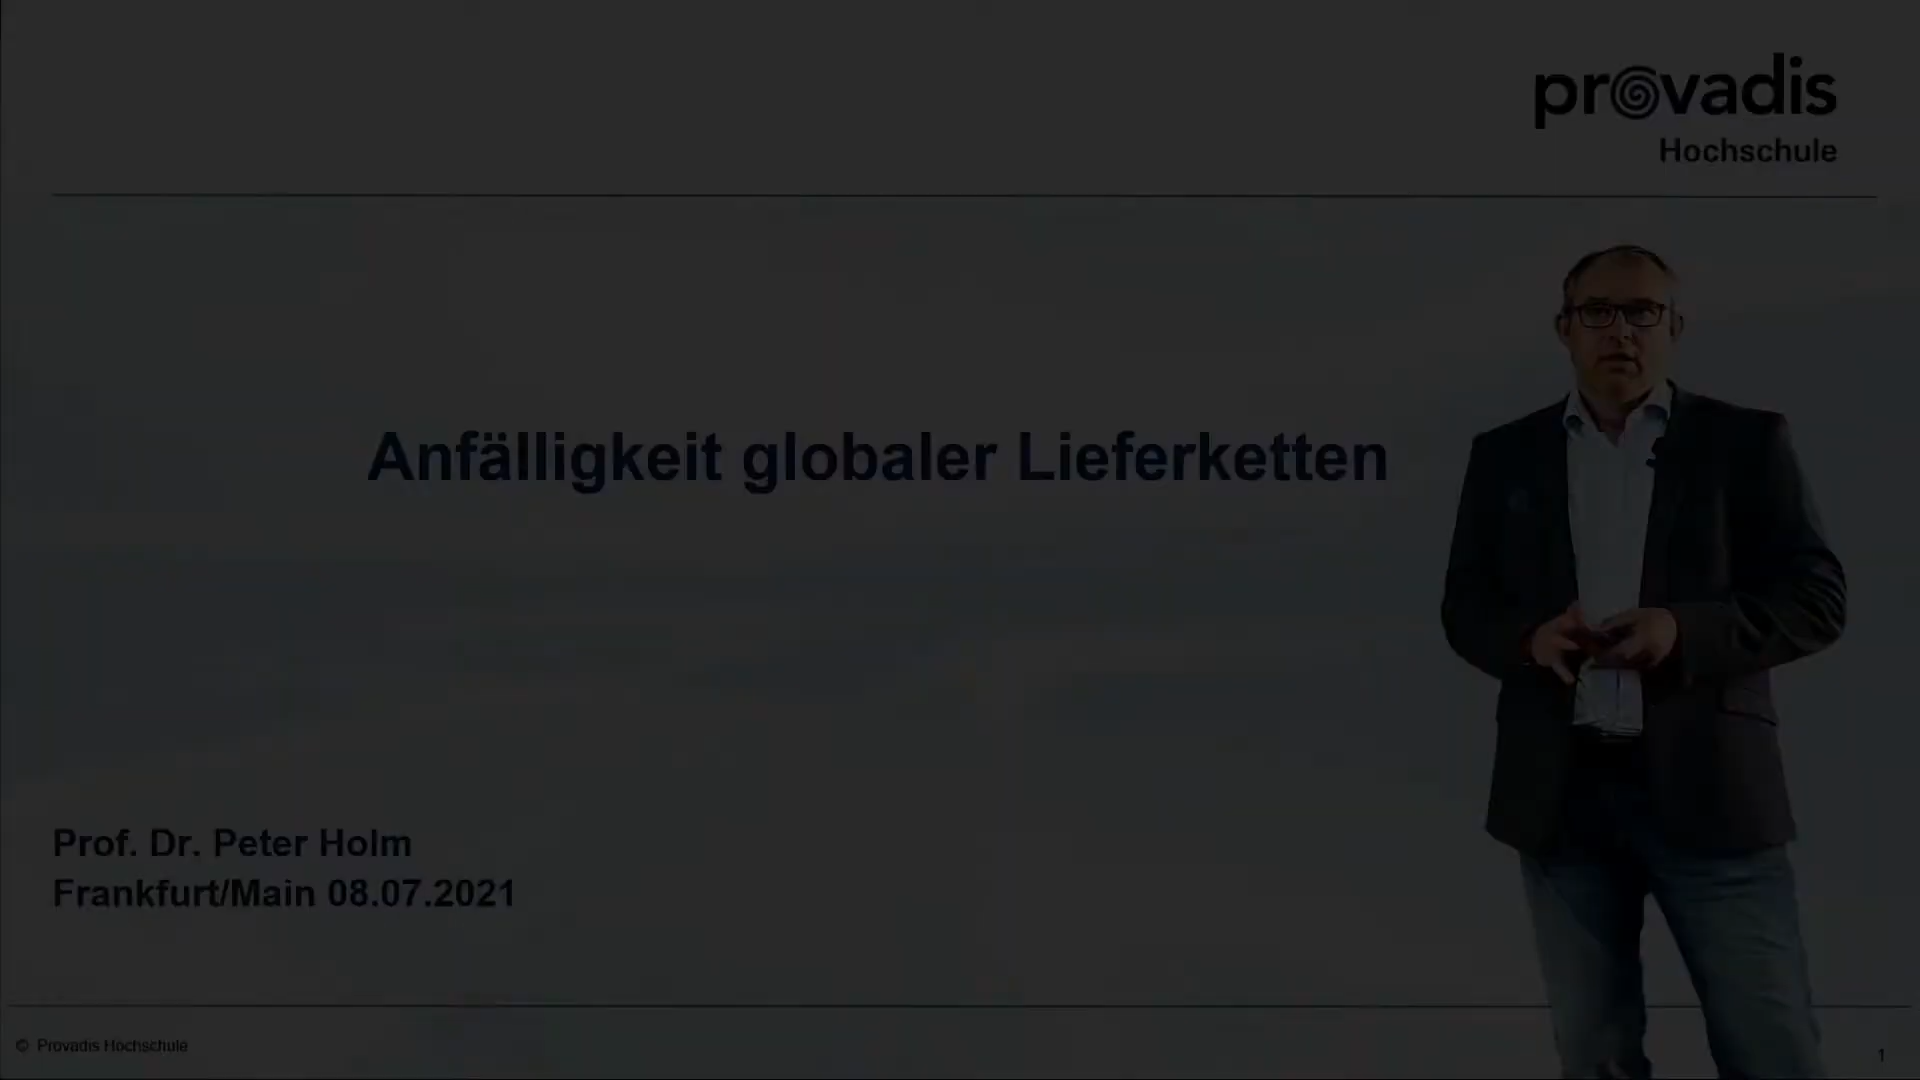 provadis
Hochschule
Anfälligkeit globaler Lieferketten
Prof. Dr. Peter Holm
Frankfurt/Main 08.07.2021
© Provadis Hochschule
1